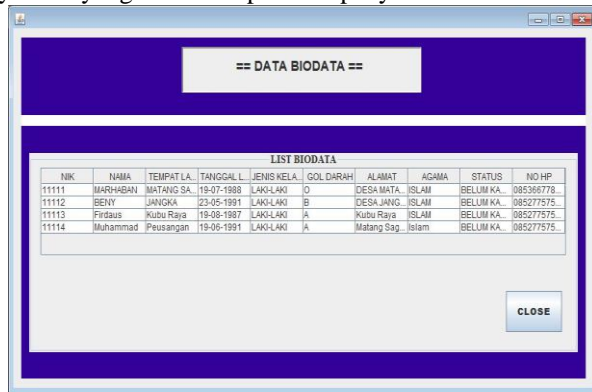 == DATA BIODATA ==
LIST BIODATA
NIK NAMA TEMPAT LA... TANGGAL L... JENIS KELA... GOL DARAH ALAMAT AGAMA STATUS NO HP
11111 MARHABAN MATANG SA... 19-07-1988 LAKI-LAKI O DESA MATA... ISLAM BELUM KA...085366778...
11112 BENY JANGKA 23-05-1991 LAKI-LAKI B DESA JANG... ISLAM BELUM KA... 085277575...
11113 Firdaus Kubu Raya 19-08-1987 LAKI-LAKI A Kubu Raya ISLAM BELUM KA... 085277575...
11114 Muhammad Peusangan 19-06-1991 LAKI-LAKI A Matang Sag... Islam BELUM KA... 085277575...
CLOSE